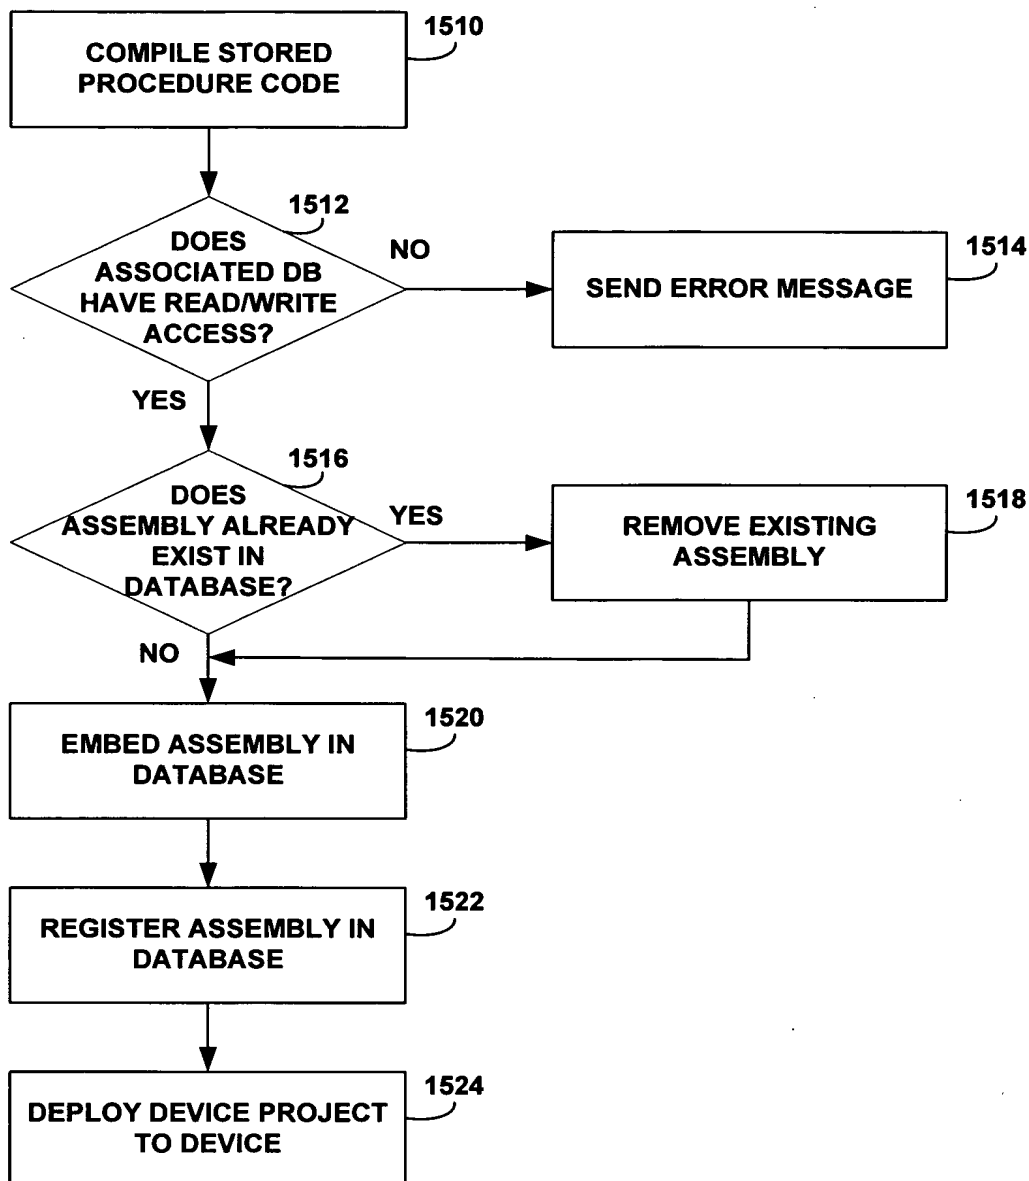 1510
COMPILE STORED
PROCEDURE CODE
1512
DOES
ASSOCIATED DB
HAVE READ/WRITE
ACCESS?
NO
1514
SEND ERROR MESSAGE
YES
1516
DOES
ASSEMBLY ALREADY
EXIST IN
DATABASE?
YES
1518
REMOVE EXISTING
ASSEMBLY
NO
1520
EMBED ASSEMBLY IN
DATABASE
1522
REGISTER ASSEMBLY IN
DATABASE
1524
DEPLOY DEVICE PROJECT
TO DEVICE